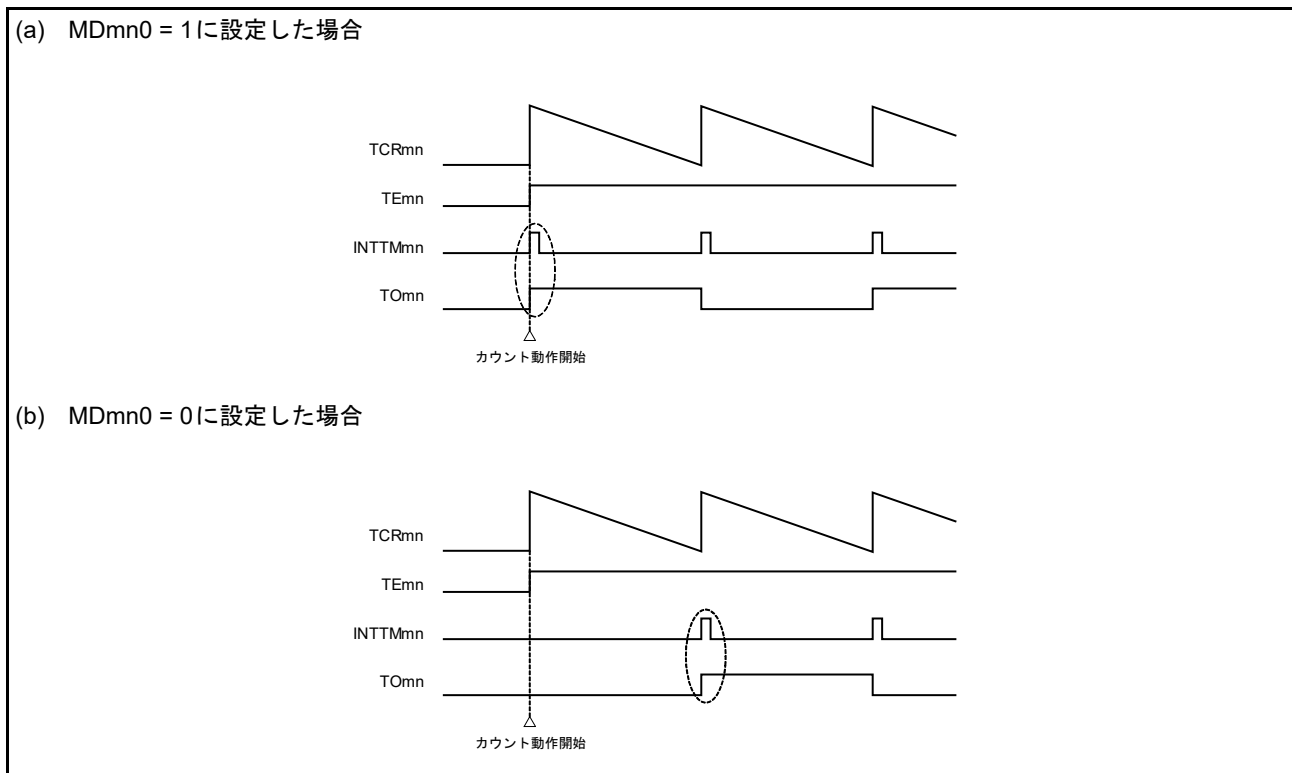 (a) MDmn0 = 1に設定した場合
TCRmn
TEmn
INTTMmn
TOmn
カウント動作開始
(b) MDmn0 = 0に設定した場合
TCRmn
TEmn
INTTMmn
TOmn
カウント動作開始